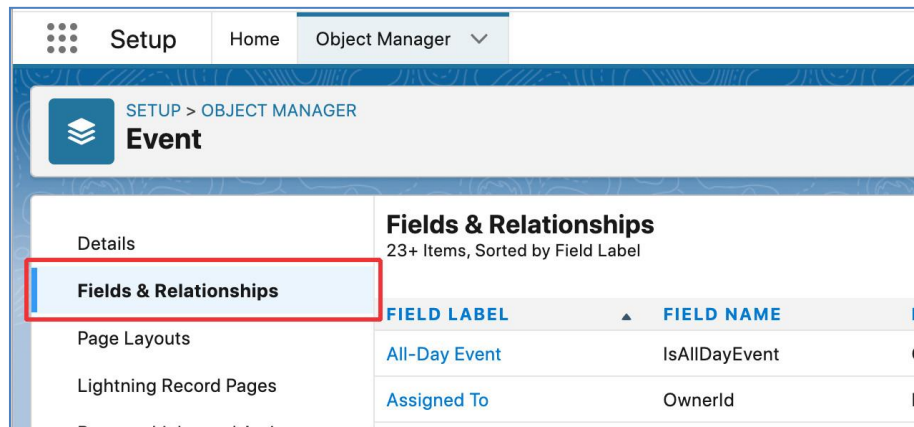 Setup
Home
Object Manager
SETUP > OBJECT MANAGER
Event
Details
Fields & Relationships
Page Layouts
Lightning Record Pages
Fields & Relationships
23+ Items, Sorted by Field Label
FIELD LABEL FIELD NAME
All-Day Event IsAllDayEvent
Assigned To OwnerId